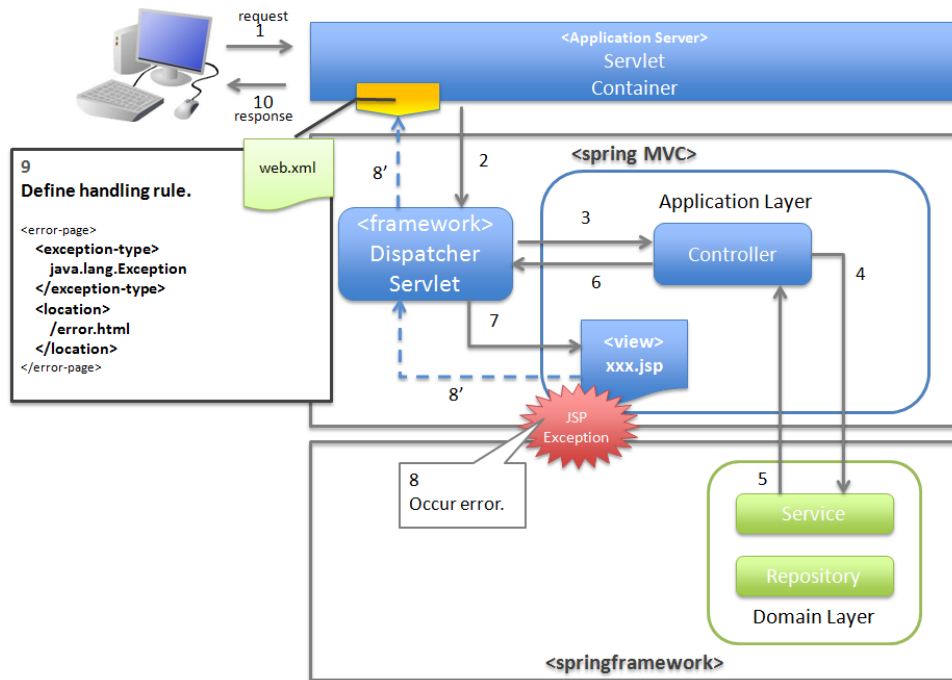 request
1
10
response
<Application Server>
Servlet
Container
9
Define handling rule.
<error-page>
<exception-type>
java.lang.Exception
</exception-type>
<location>
/error.html
</location>
</error-page>
web.xml
8’
2
<spring MVC>
Application Layer
<framework>
Dispatcher
Servlet
3
6
Controller
4
7
<view>
xxx.jsp
8’
JSP
Exception
8
Occur error.
5
Service
Repository
Domain Layer
<springframework>